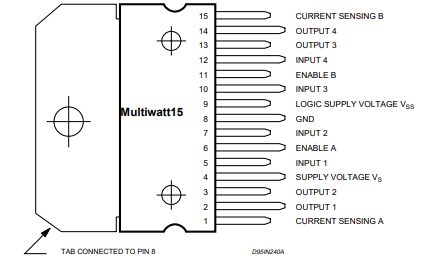 15 CURRENT SENSING B
14 OUTPUT 4
13 OUTPUT 3
12 INPUT 4
11 ENABLE B
10 INPUT 3
9 LOGIC SUPPLY VOLTAGE VSS
8 GND
7 INPUT 2
6 ENABLE A
5 INPUT 1
4 SUPPLY VOLTAGE VS
3 OUTPUT 2
2 OUTPUT 1
1 CURRENT SENSING A
Multiwatt15
TAB CONNECTED TO PIN 8
D95IN240A